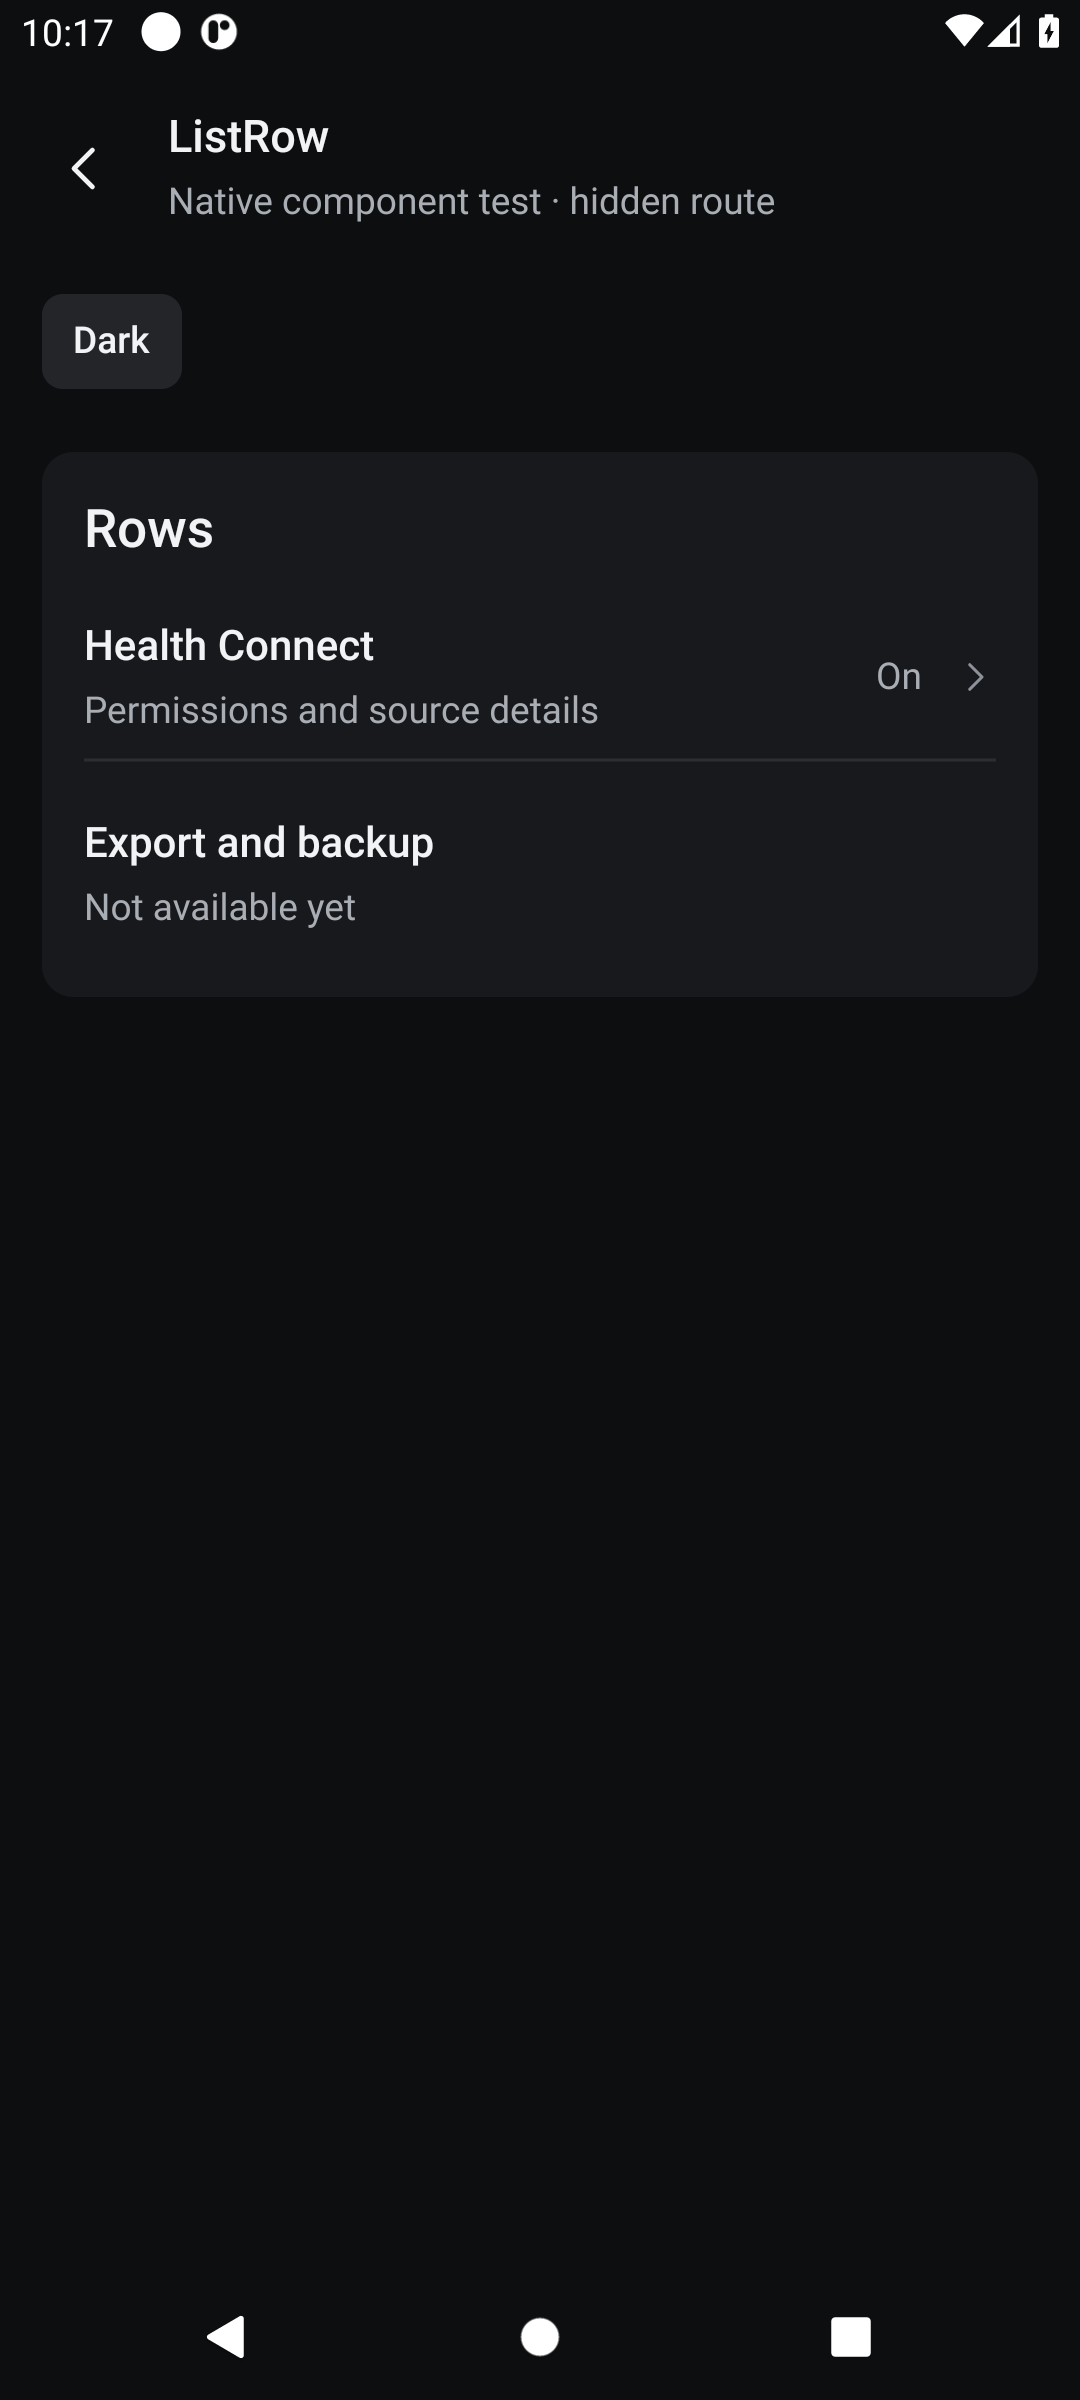 10:17
ListRow
Native component test · hidden route
Dark
Rows
Health Connect
Permissions and source details
On
Export and backup
Not available yet